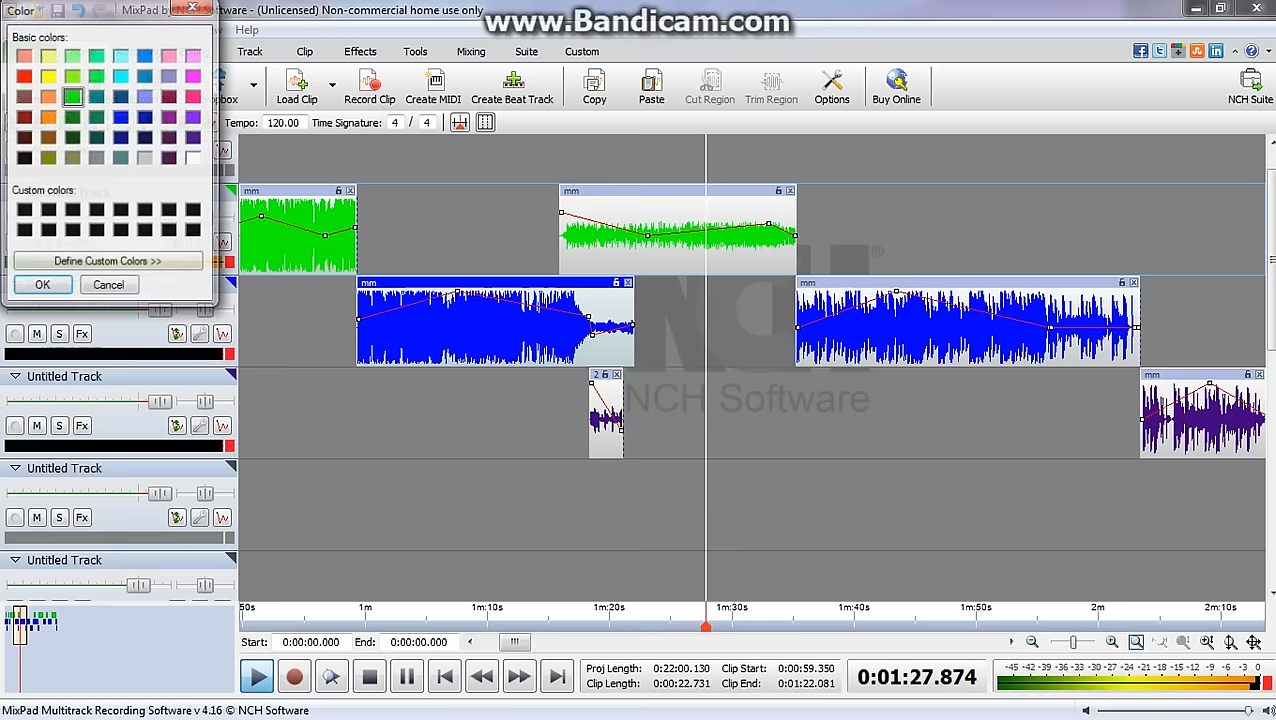 Color
MixPad by NCH Software - (Unlicensed) Non-commercial home use only
www.Bandicam.com
Basic colors:
Help
Track Clip Effects Tools Mixing Suite Custom
Load Clip Record Clip Create MIDI Create Beat Track Copy Paste Cut Region Trim Region Options Buy Online NCH Suite
Tempo: 120.00 Time Signature: 4 / 4
Custom colors:
mm
mm
Define Custom Colors >>
OK Cancel
mm
mm
NCH
®
NCH Software
M S Fx
Untitled Track
2
mm
M S Fx
Untitled Track
M S Fx
Untitled Track
50s 1m 1m:10s 1m:20s 1m:30s 1m:40s 1m:50s 2m 2m:10s
Start: 0:00:00.000 End: 0:00:00.000
Proj Length: 0:22:00.130 Clip Start: 0:00:59.350
Clip Length: 0:00:22.731 Clip End: 0:01:22.081
0:01:27.874
-45 -42 -39 -36 -33 -30 -27 -24 -21 -18 -15 -12 -9 -6 -3 0
MixPad Multitrack Recording Software v 4.16 © NCH Software